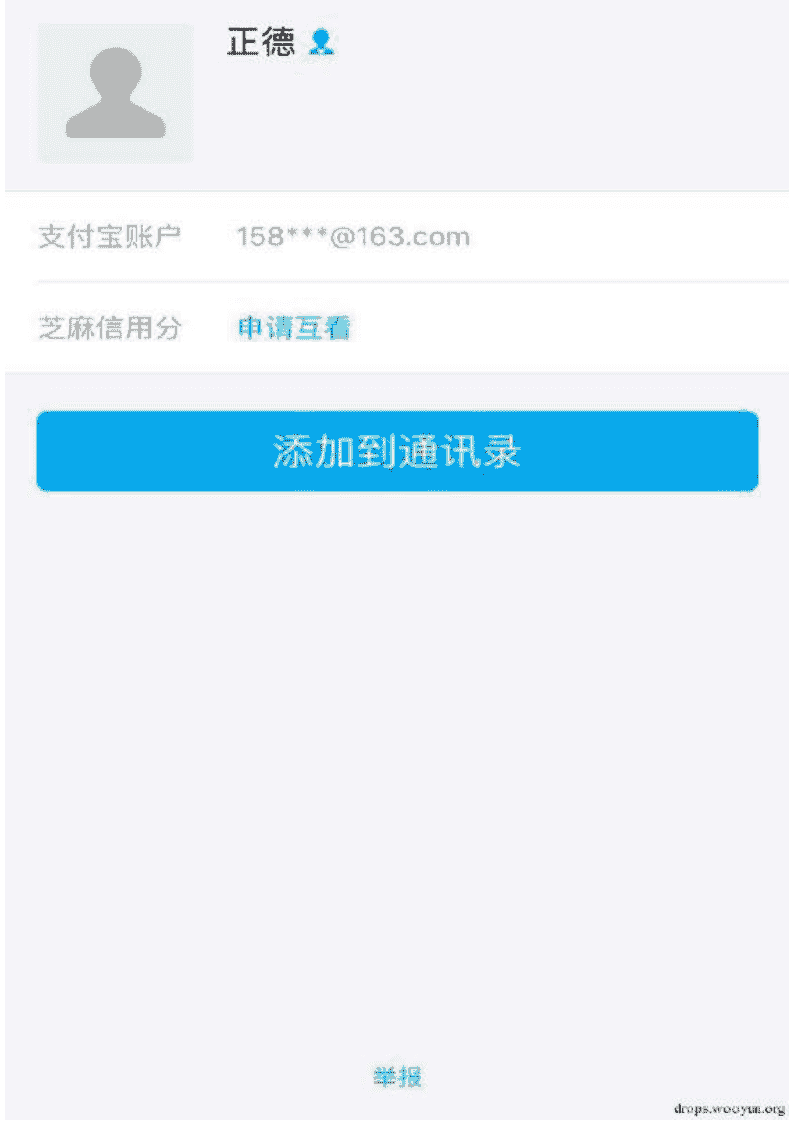 正德
支付宝账户 158***@163.com
芝麻信用分 申请互看
添加到通讯录
举报
drops.wooyun.org